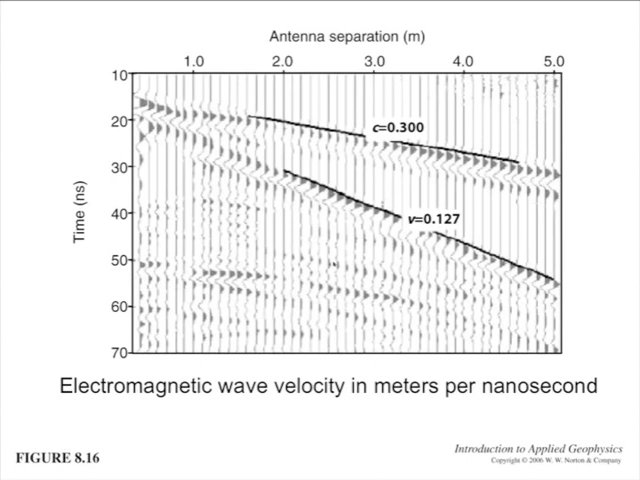 Antenna separation (m)
1.0 2.0 3.0 4.0 5.0
10
20
30
40
50
60
70
Time (ns)
c=0.300
v=0.127
Electromagnetic wave velocity in meters per nanosecond
FIGURE 8.16
Introduction to Applied Geophysics
Copyright © 2006 W. W. Norton & Company